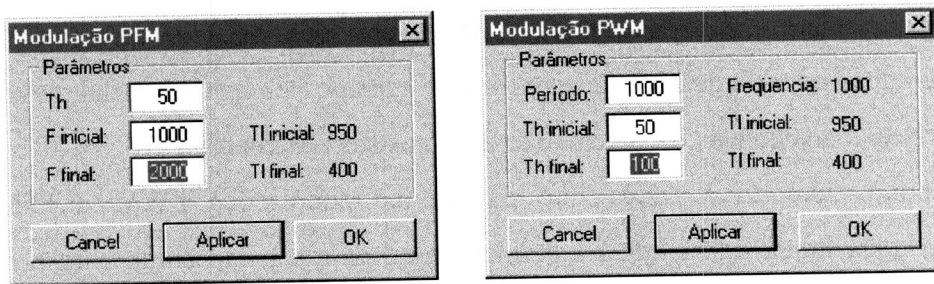 Modulação PFM
Parâmetros
Th 50
F inicial: 1000 Tl inicial: 950
F final: 2000 Tl final: 400
Cancel Aplicar OK
Modulação PWM
Parâmetros
Período: 1000 Freqüencia: 1000
Th inicial: 50 Tl inicial: 950
Th final: 100 Tl final: 400
Cancel Aplicar OK